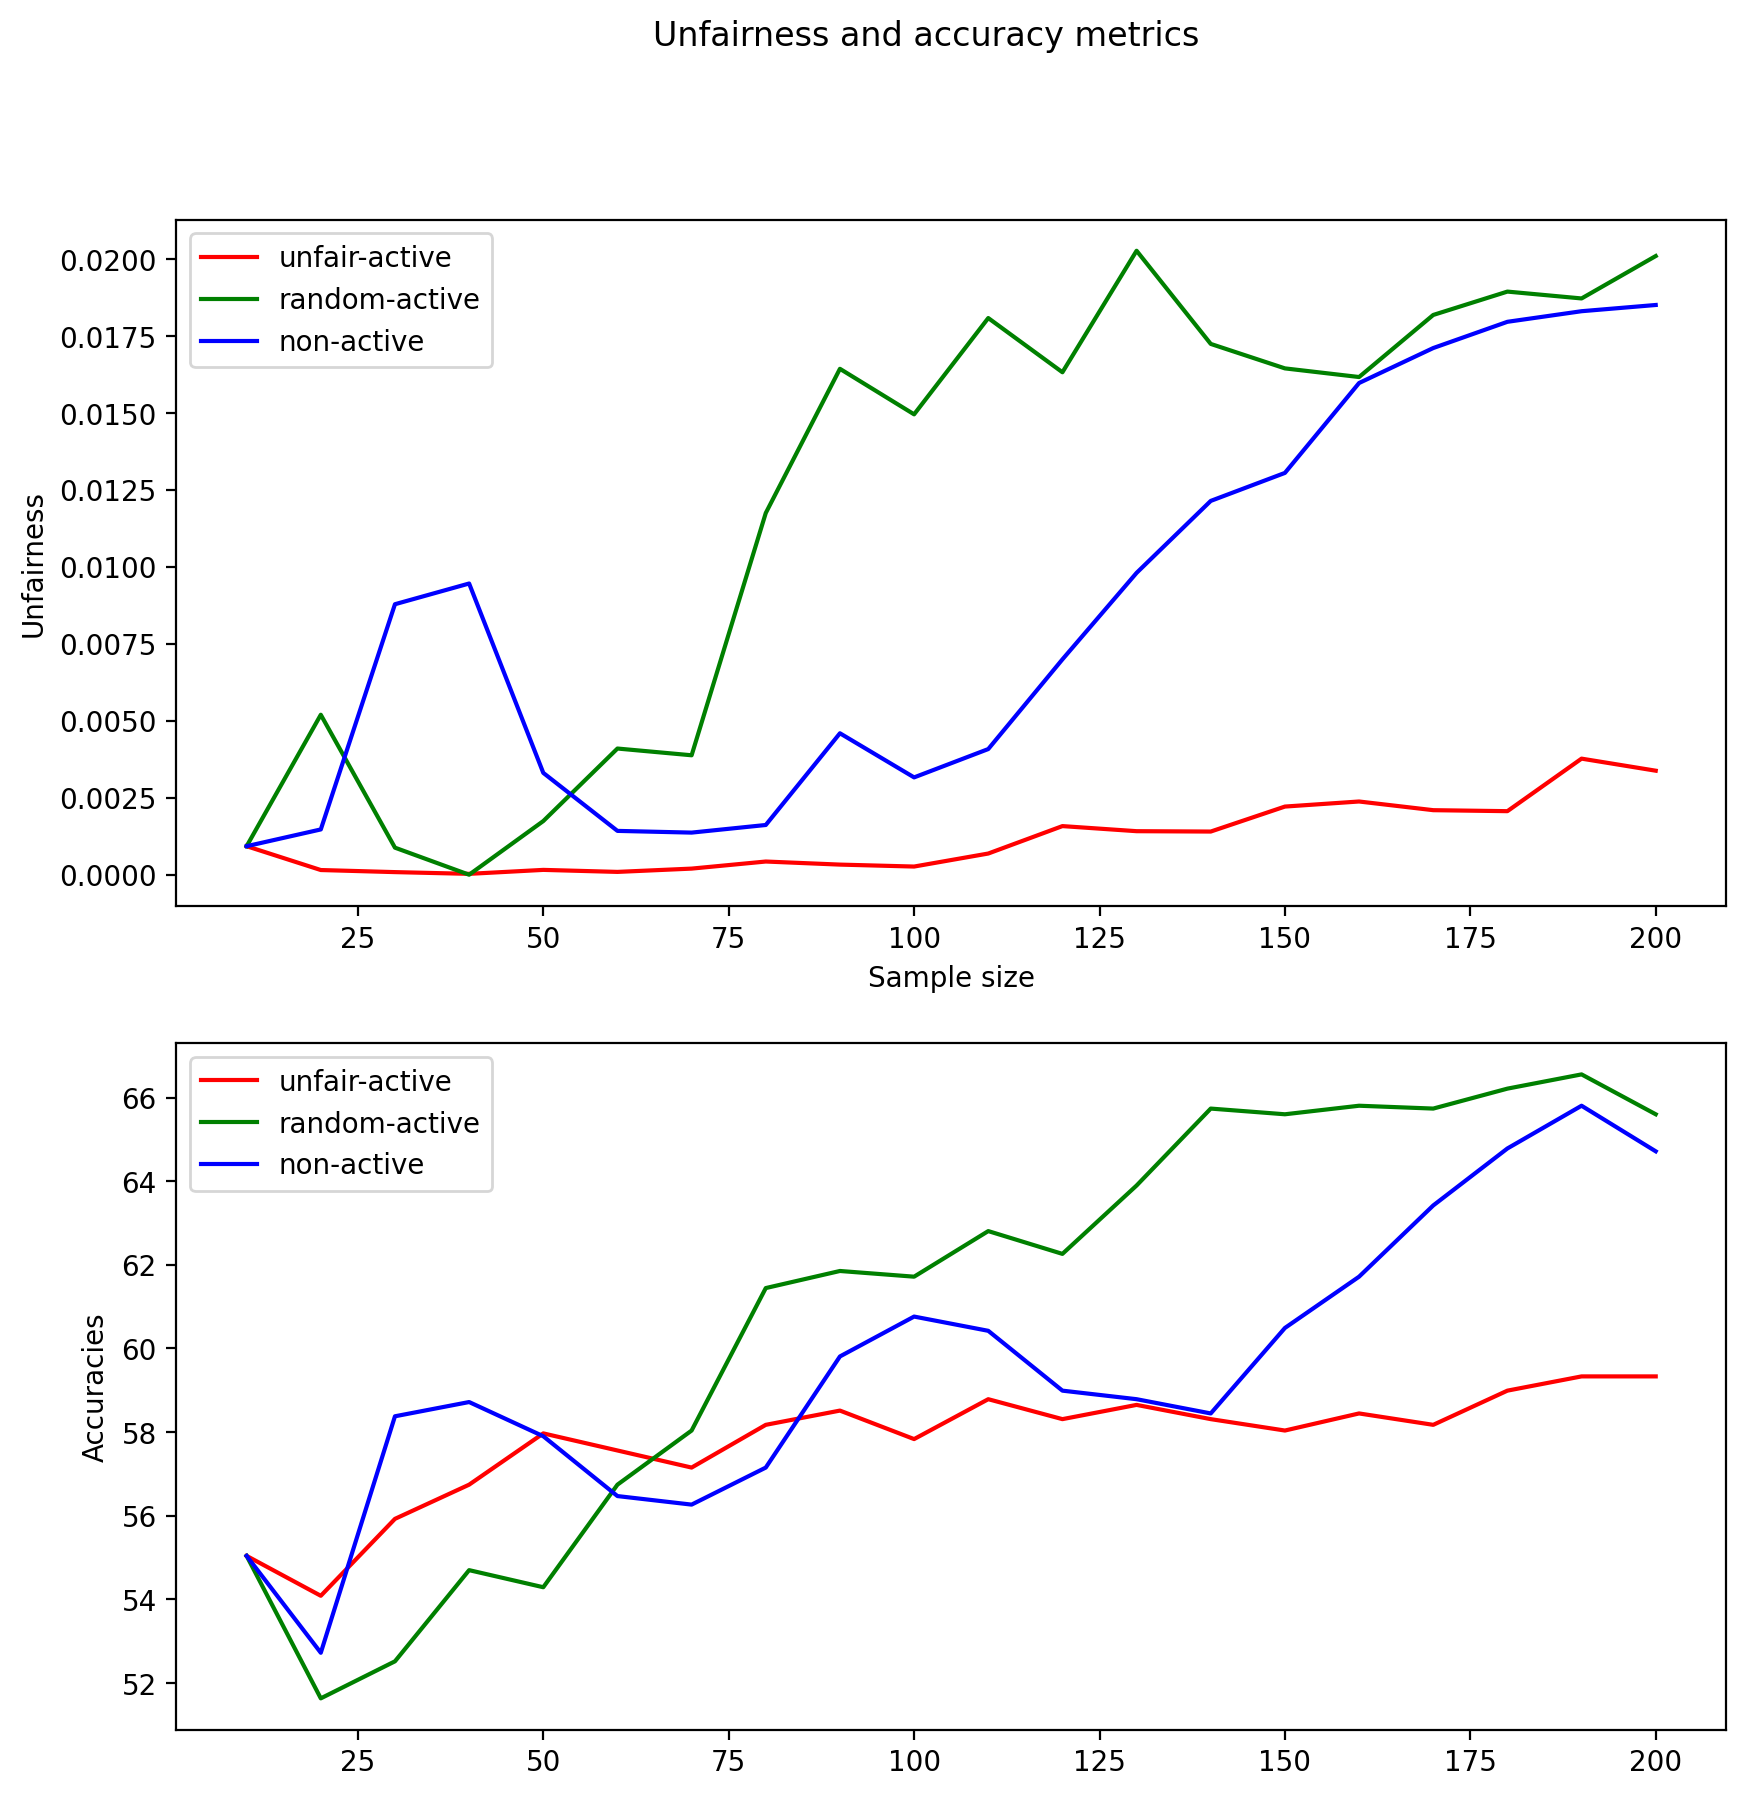 Unfairness and accuracy metrics
unfair-active
random-active
non-active
0.0200
0.0175
0.0150
0.0125
0.0100
0.0075
0.0050
0.0025
0.0000
Unfairness
25 50 75 100 125 150 175 200
Sample size
unfair-active
random-active
non-active
66
64
62
60
58
56
54
52
Accuracies
25 50 75 100 125 150 175 200